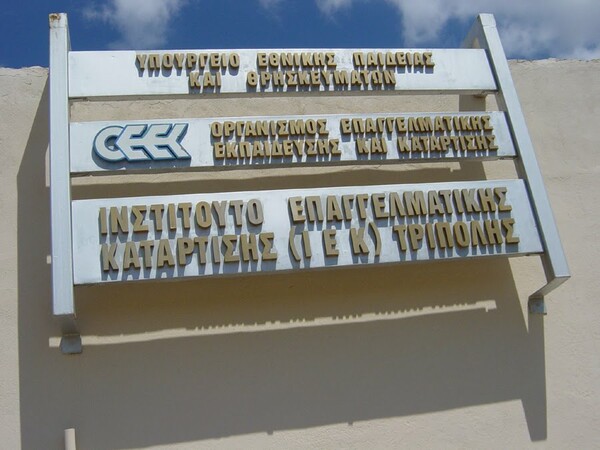 ΥΠΟΥΡΓΕΙΟ ΕΘΝΙΚΗΣ ΠΑΙΔΕΙΑΣ
ΚΑΙ ΘΡΗΣΚΕΥΜΑΤΩΝ
ΟΕΕΚ ΟΡΓΑΝΙΣΜΟΣ ΕΠΑΓΓΕΛΜΑΤΙΚΗΣ
ΕΚΠΑΙΔΕΥΣΗΣ ΚΑΙ ΚΑΤΑΡΤΙΣΗΣ
ΙΝΣΤΙΤΟΥΤΟ ΕΠΑΓΓΕΛΜΑΤΙΚΗΣ
ΚΑΤΑΡΤΙΣΗΣ (Ι Ε Κ) ΤΡΙΠΟΛΗΣ